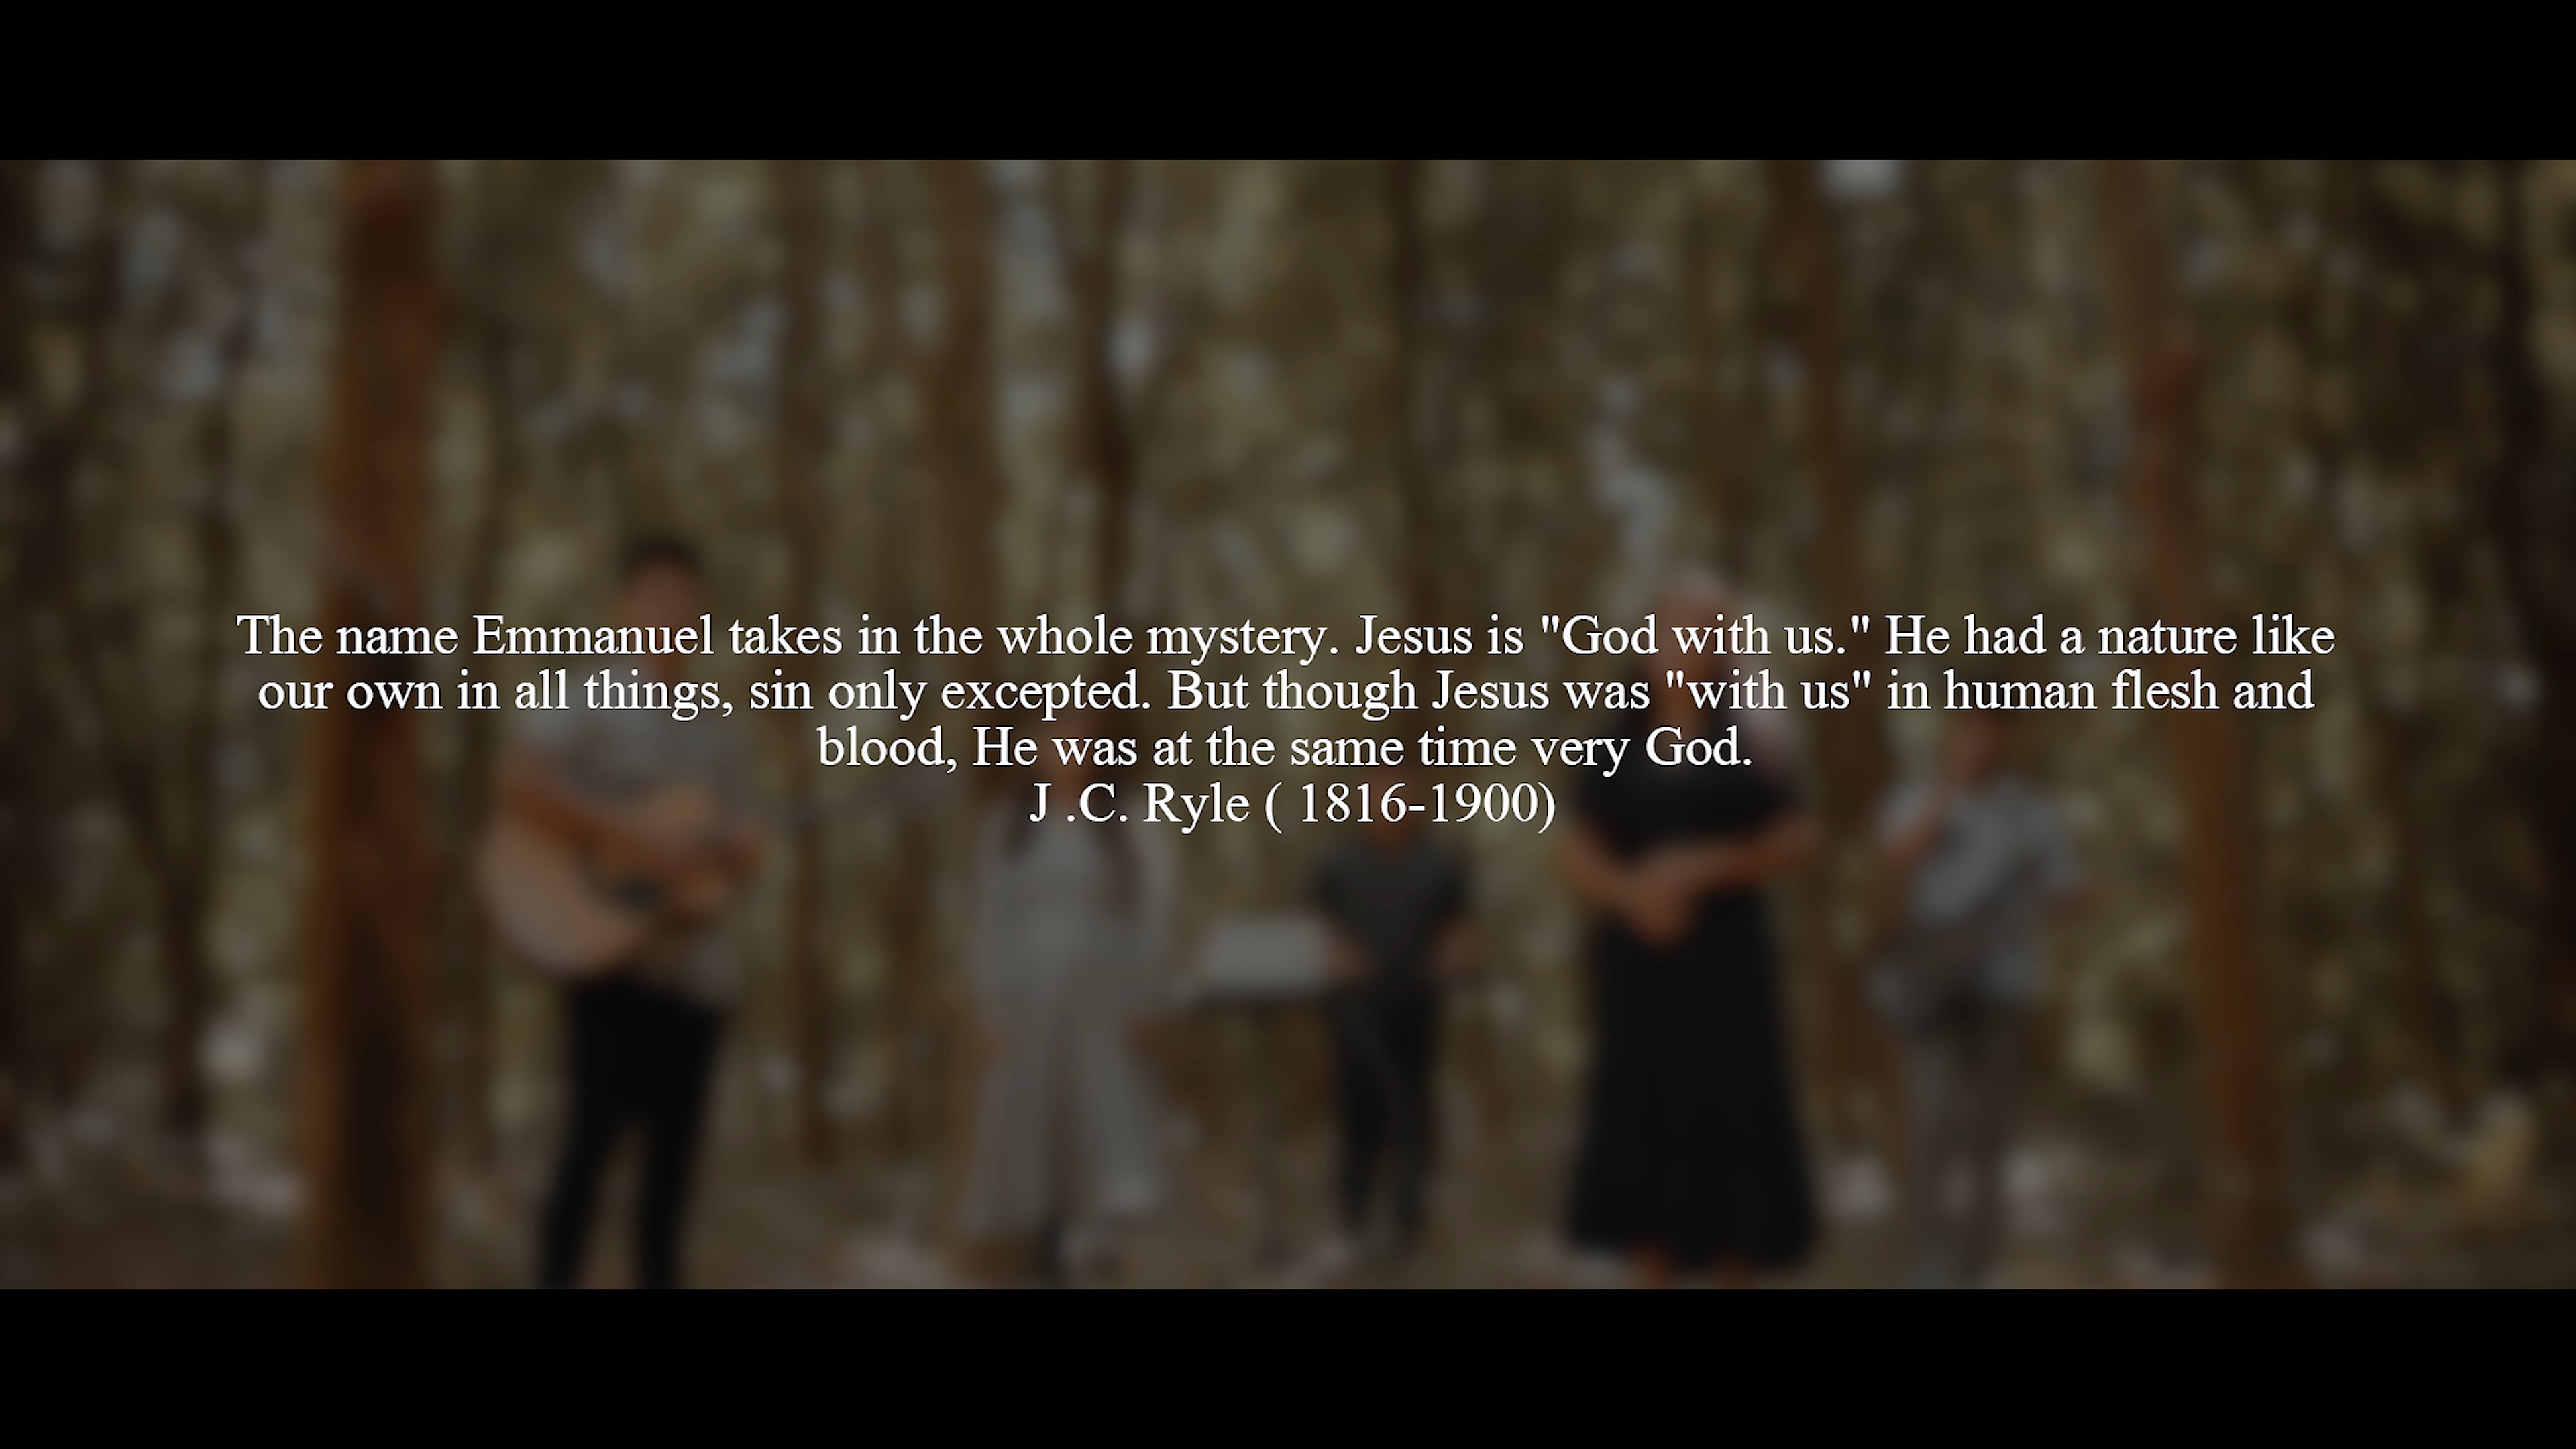 The name Emmanuel takes in the whole mystery. Jesus is "God with us." He had a nature like
our own in all things, sin only excepted. But though Jesus was "with us" in human flesh and
blood, He was at the same time very God.
J .C. Ryle ( 1816-1900)